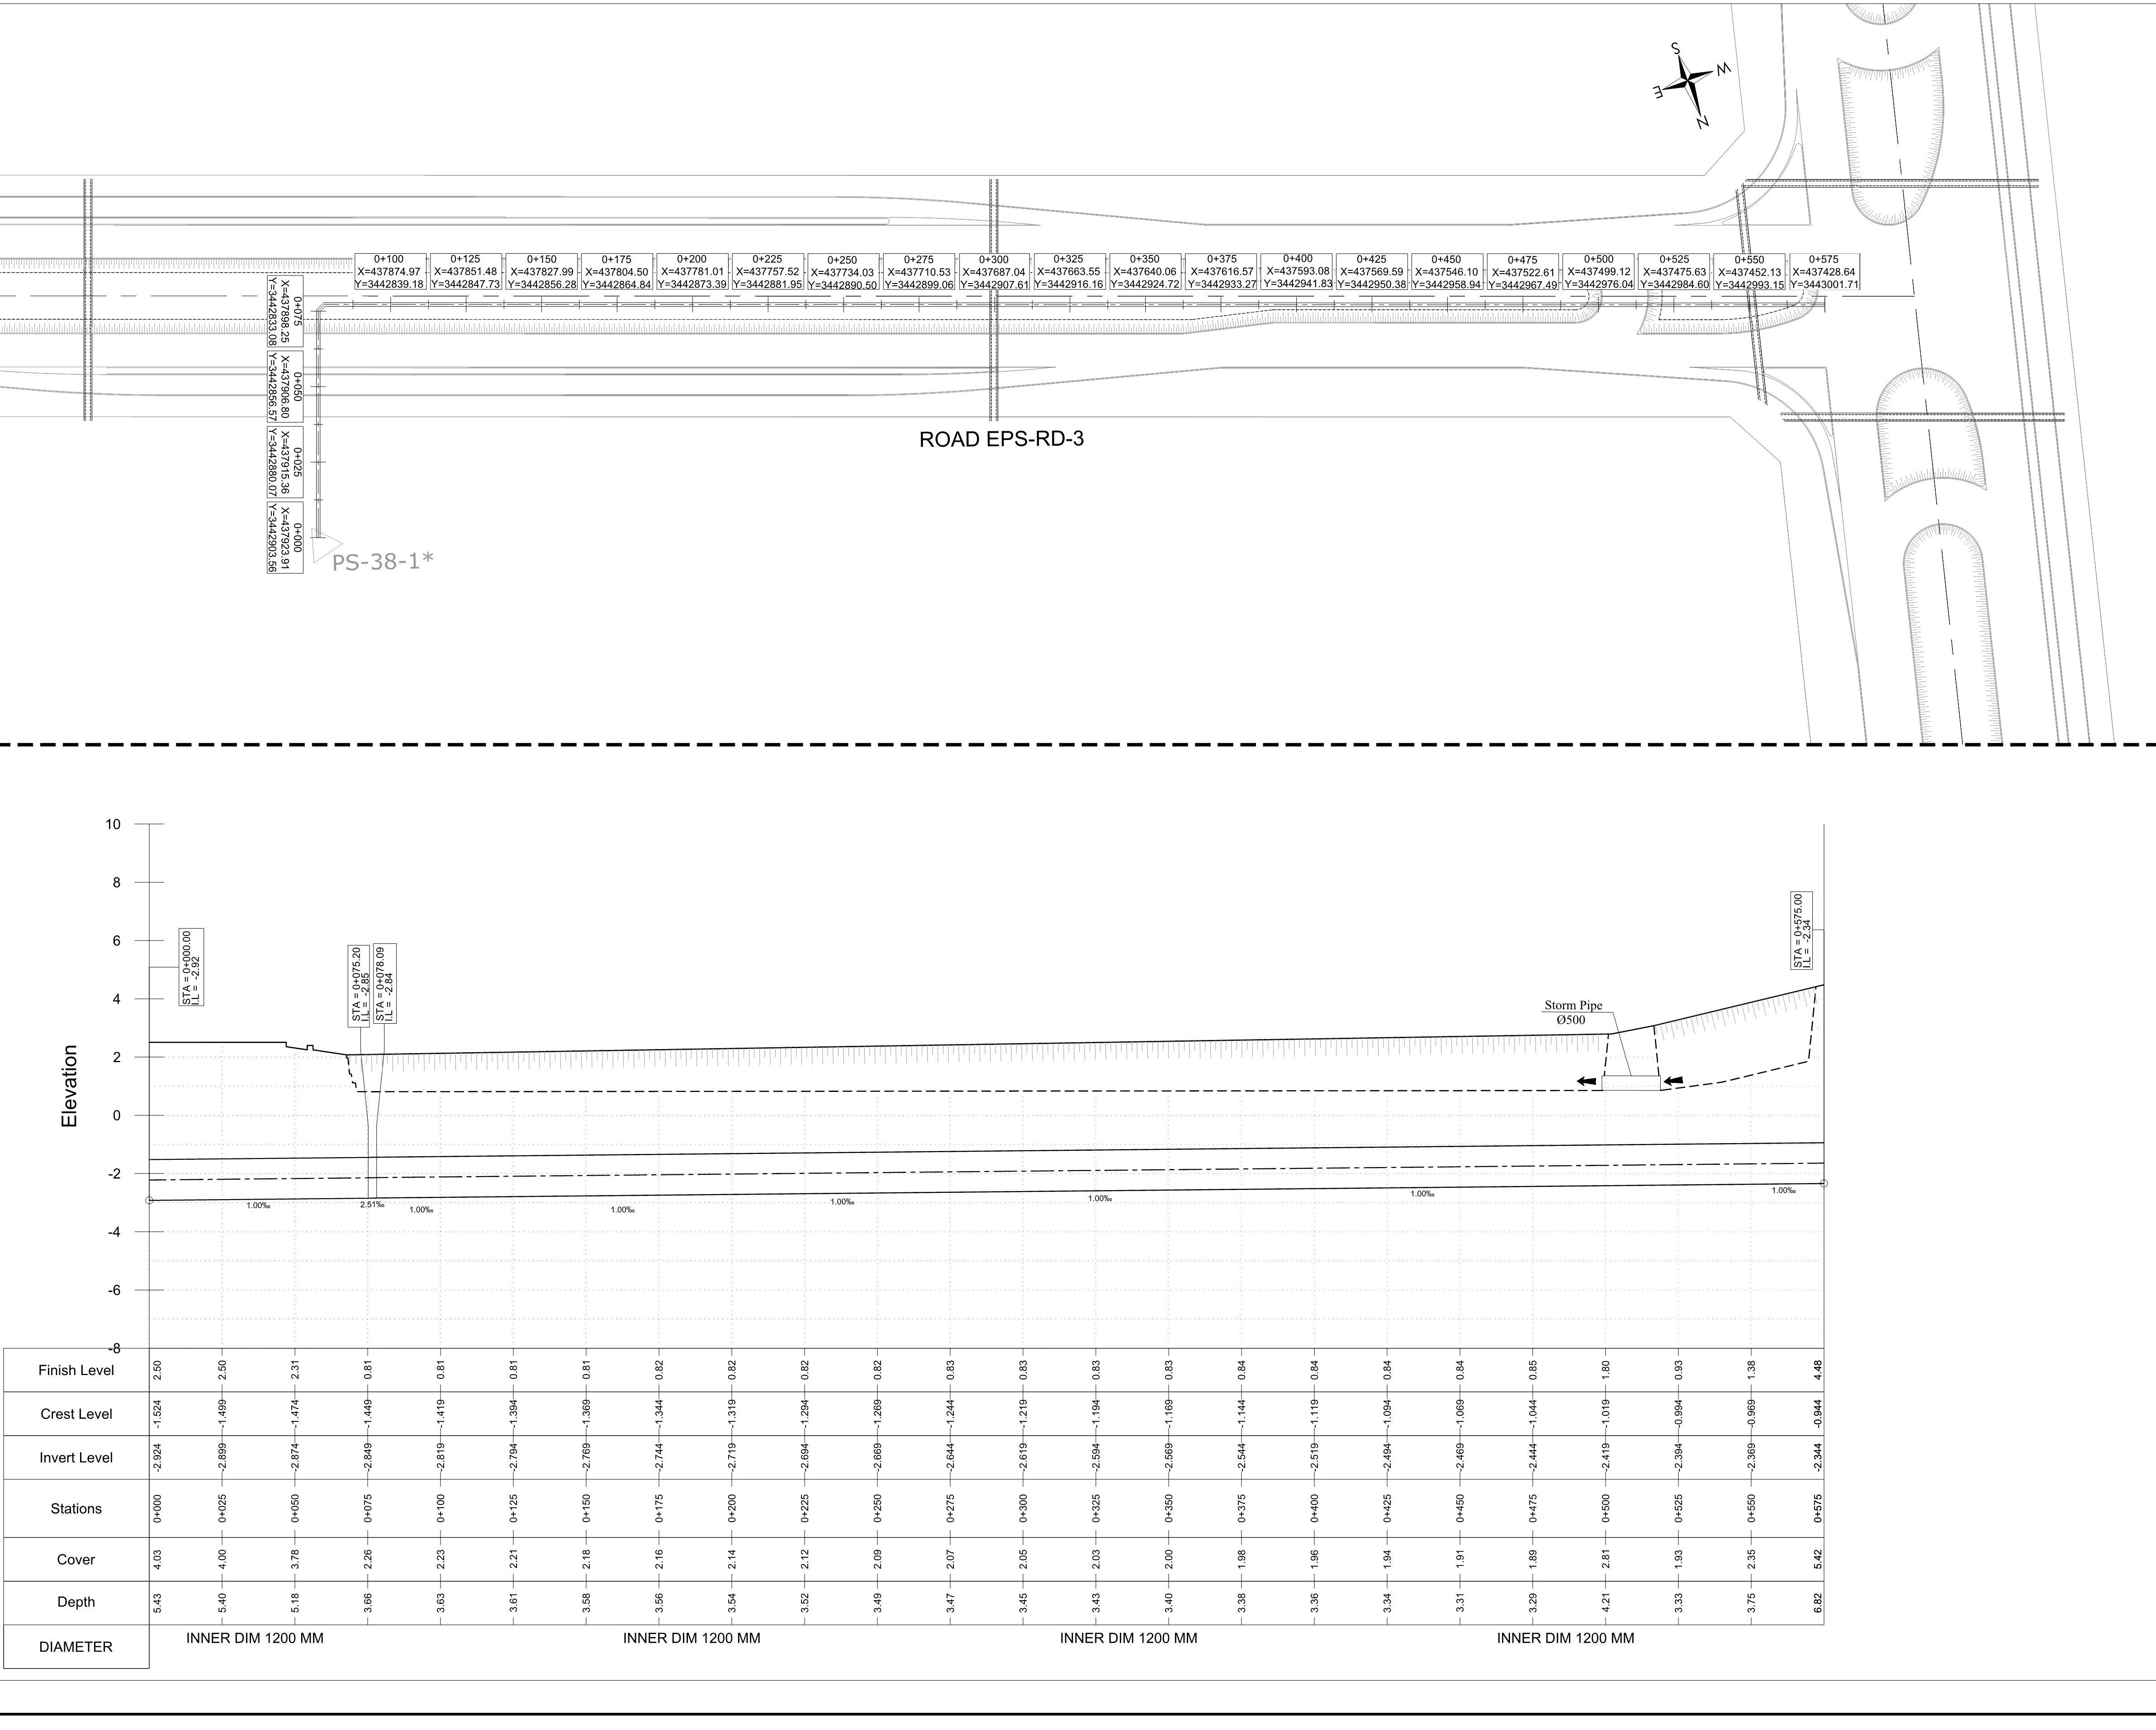 S
W
E
N
0+100
X=437874.97
Y=3442839.18
0+125
X=437851.48
Y=3442847.73
0+150
X=437827.99
Y=3442856.28
0+175
X=437804.50
Y=3442864.84
0+200
X=437781.01
Y=3442873.39
0+225
X=437757.52
Y=3442881.95
0+250
X=437734.03
Y=3442890.50
0+275
X=437710.53
Y=3442899.06
0+300
X=437687.04
Y=3442907.61
0+325
X=437663.55
Y=3442916.16
0+350
X=437640.06
Y=3442924.72
0+375
X=437616.57
Y=3442933.27
0+400
X=437593.08
Y=3442941.83
0+425
X=437569.59
Y=3442950.38
0+450
X=437546.10
Y=3442958.94
0+475
X=437522.61
Y=3442967.49
0+500
X=437499.12
Y=3442976.04
0+525
X=437475.63
Y=3442984.60
0+550
X=437452.13
Y=3442993.15
0+575
X=437428.64
Y=3443001.71
0+075
X=437898.25
Y=3442833.08
0+050
X=437906.80
Y=3442856.57
0+025
X=437915.36
Y=3442880.07
0+000
X=437923.91
Y=3442903.56
PS-38-1*
ROAD EPS-RD-3
Elevation
10
8
6
4
2
0
-2
-4
-6
-8
STA = 0+000.00
I.L = -2.92
STA = 0+075.20
I.L = -2.85
STA = 0+078.09
I.L = -2.84
STA = 0+575.00
I.L = -2.34
Storm Pipe
Ø500
1.00‰ 2.51‰ 1.00‰ 1.00‰ 1.00‰ 1.00‰ 1.00‰ 1.00‰
Finish Level 2.50 2.50 2.31 0.81 0.81 0.81 0.81 0.82 0.82 0.82 0.82 0.83 0.83 0.83 0.83 0.84 0.84 0.84 0.84 0.85 1.80 0.93 1.38 4.48
Crest Level -1.524 -1.499 -1.474 -1.449 -1.419 -1.394 -1.369 -1.344 -1.319 -1.294 -1.269 -1.244 -1.219 -1.194 -1.169 -1.144 -1.119 -1.094 -1.069 -1.044 -1.019 -0.994 -0.969 -0.944
Invert Level -2.924 -2.899 -2.874 -2.849 -2.819 -2.794 -2.769 -2.744 -2.719 -2.694 -2.669 -2.644 -2.619 -2.594 -2.569 -2.544 -2.519 -2.494 -2.469 -2.444 -2.419 -2.394 -2.369 -2.344
Stations 0+000 0+025 0+050 0+075 0+100 0+125 0+150 0+175 0+200 0+225 0+250 0+275 0+300 0+325 0+350 0+375 0+400 0+425 0+450 0+475 0+500 0+525 0+550 0+575
Cover 4.03 4.00 3.78 2.26 2.23 2.21 2.18 2.16 2.14 2.12 2.09 2.07 2.05 2.03 2.00 1.98 1.96 1.94 1.91 1.89 2.81 1.93 2.35 5.42
Depth 5.43 5.40 5.18 3.66 3.63 3.61 3.58 3.56 3.54 3.52 3.49 3.47 3.45 3.43 3.40 3.38 3.36 3.34 3.31 3.29 4.21 3.33 3.75 6.82
DIAMETER INNER DIM 1200 MM INNER DIM 1200 MM INNER DIM 1200 MM INNER DIM 1200 MM